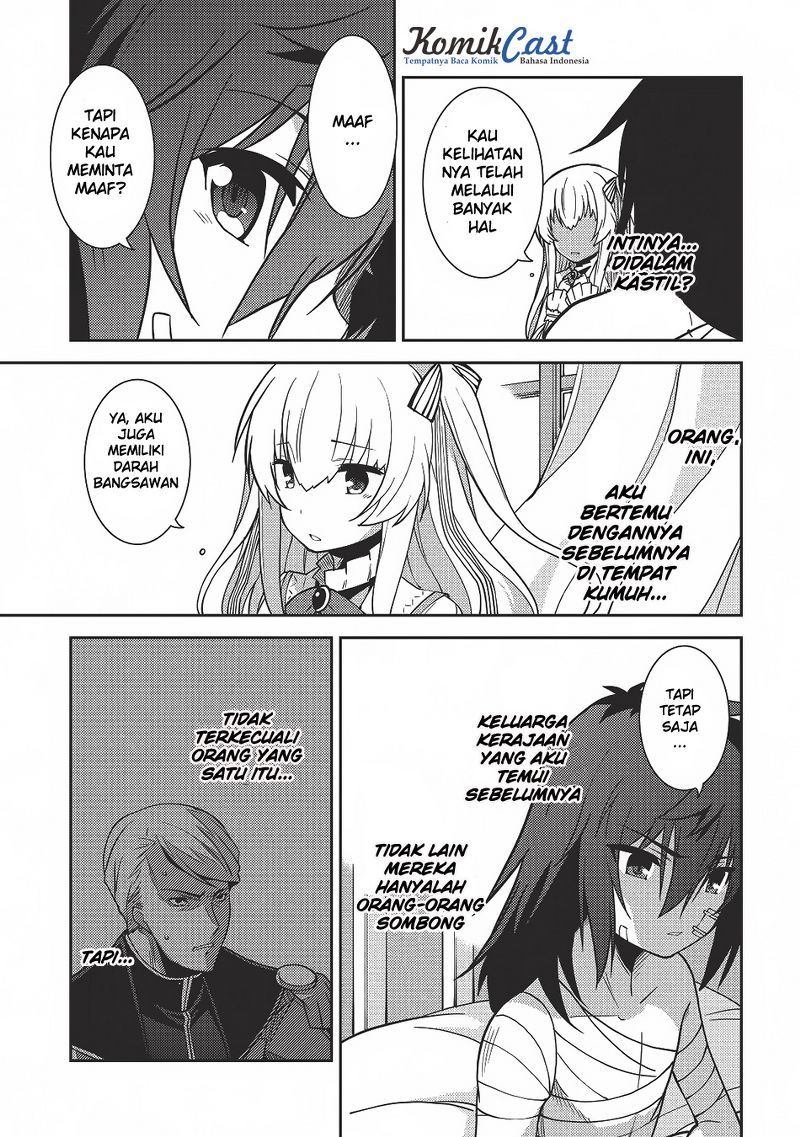 KomikCast
Tempatnya Baca Komik Bahasa Indonesia
KAU
KELIHATAN
NYA TELAH
MELALUI
BANYAK
HAL
INTINYA...
DIDALAM
KASTIL?
MAAF
...
TAPI
KENAPA
KAU
MEMINTA
MAAF?
ORANG
INI,
AKU
BERTEMU
DENGANNYA
SEBELUMNYA
DI TEMPAT
KUMUH...
YA, AKU
JUGA
MEMILIKI
DARAH
BANGSAWAN
TAPI
TETAP
SAJA
...
KELUARGA
KERAJAAN
YANG AKU
TEMUI
SEBELUMNYA
TIDAK LAIN
MEREKA
HANYALAH
ORANG-ORANG
SOMBONG
TIDAK
TERKECUALI
ORANG YANG
SATU ITU...
TAPI...